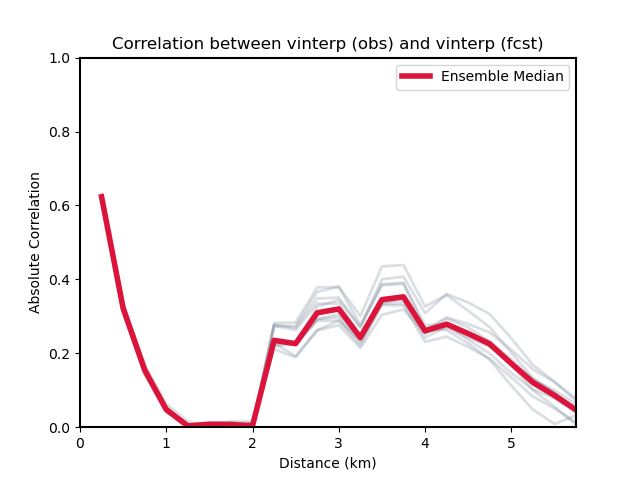 Correlation between vinterp (obs) and vinterp (fcst)
Ensemble Median
Absolute Correlation
1.0
0.8
0.6
0.4
0.2
0.0
0 1 2 3 4 5
Distance (km)